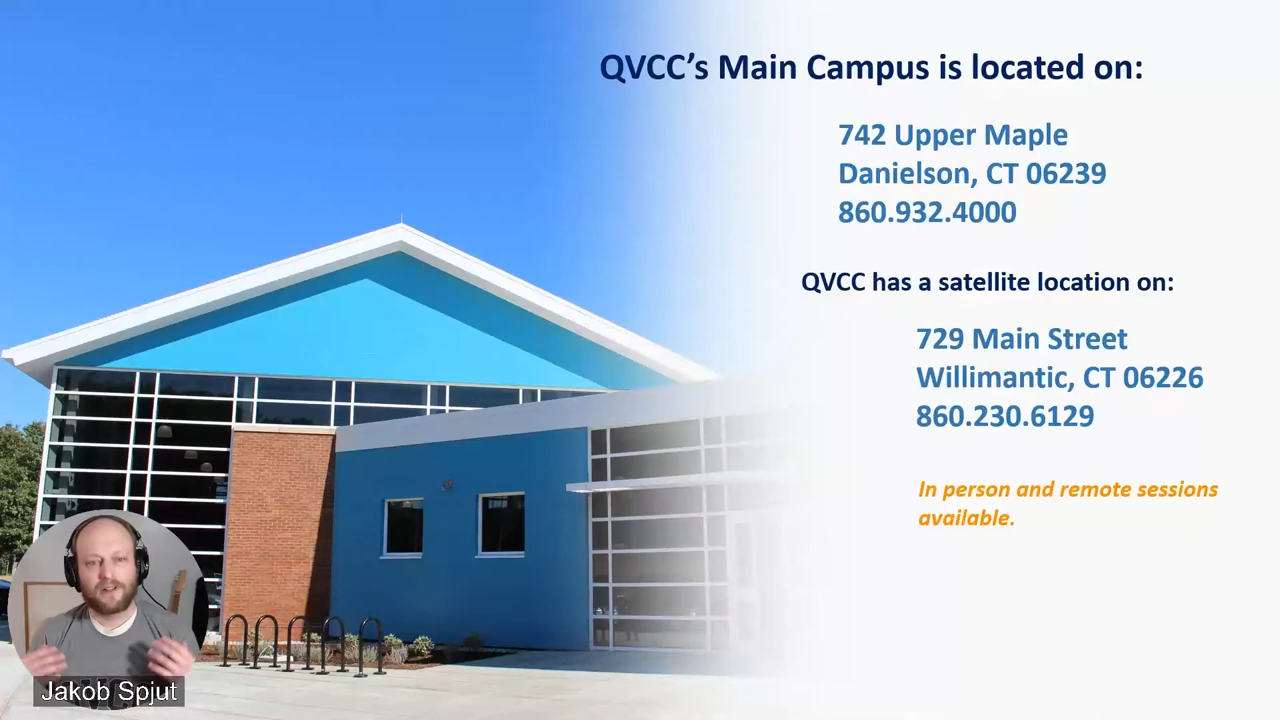 QVCC's Main Campus is located on:
742 Upper Maple
Danielson, CT 06239
860.932.4000
QVCC has a satellite location on:
729 Main Street
Willimantic, CT 06226
860.230.6129
In person and remote sessions
available.
Jakob Spjut